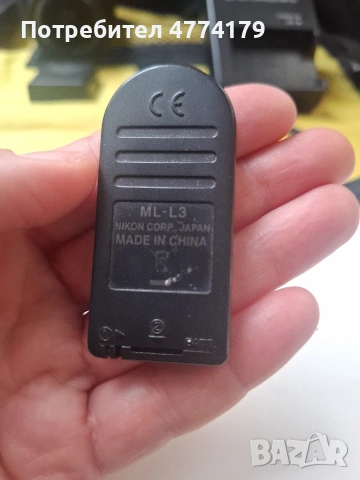 Потребител 4774179
CE
ML-L3
NIKON CORP., JAPAN
MADE IN CHINA
BAZAR